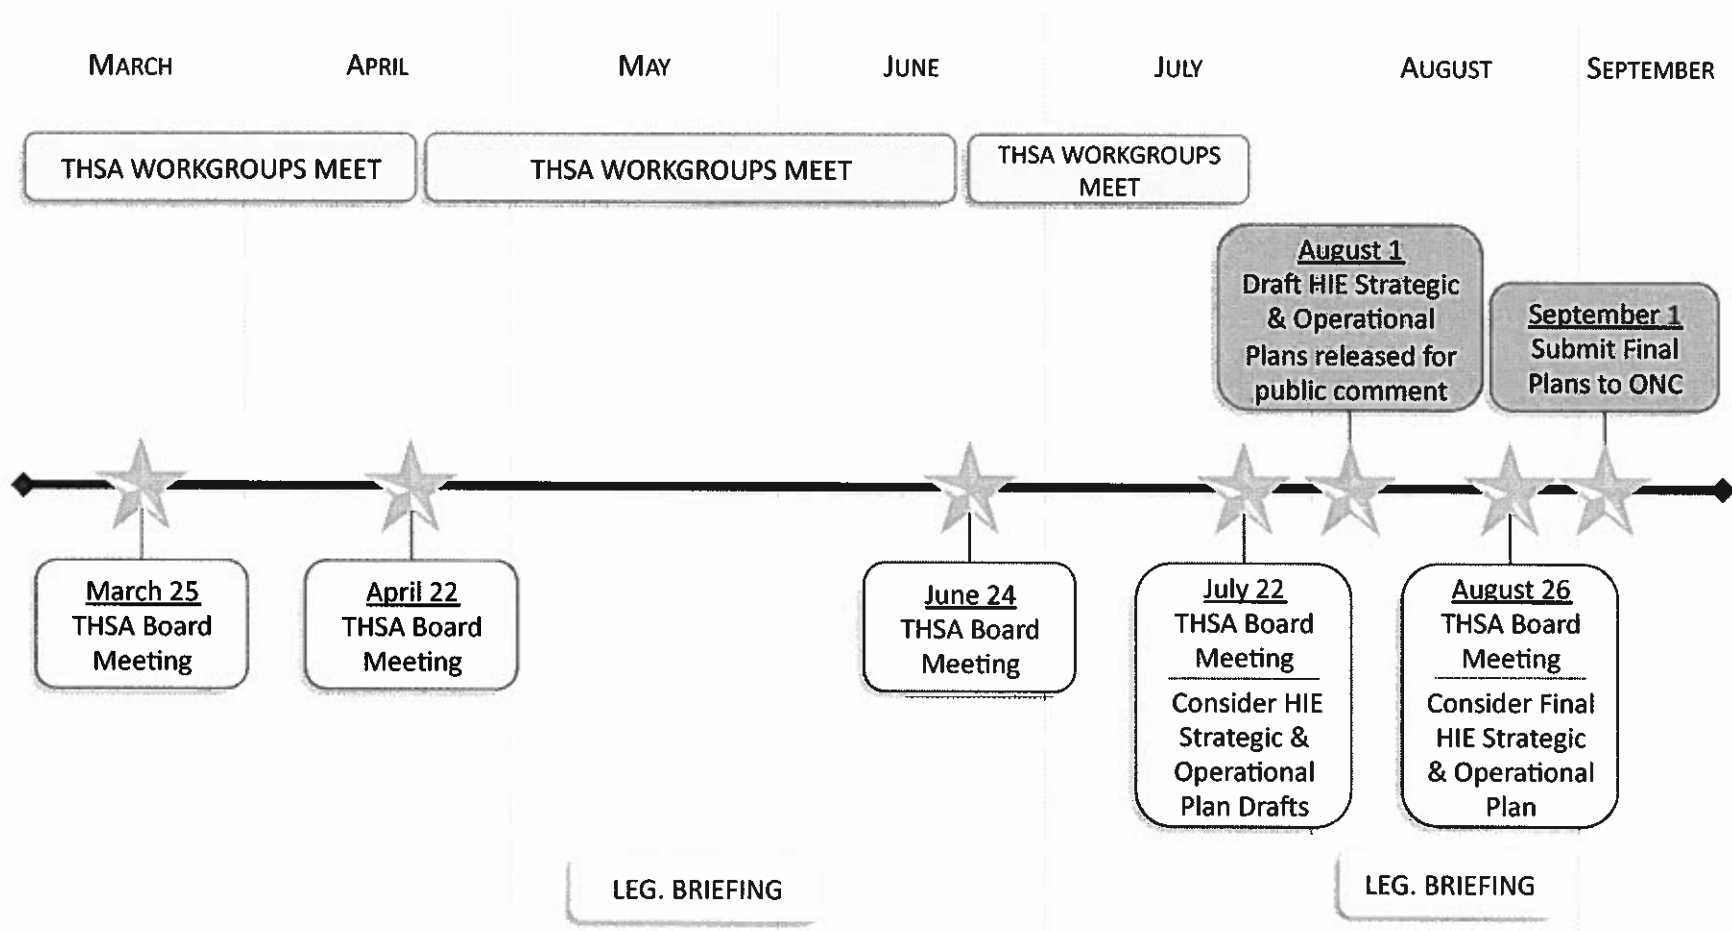 MARCH
APRIL
MAY
JUNE
JULY
AUGUST
SEPTEMBER
THSA WORKGROUPS MEET
THSA WORKGROUPS MEET
THSA WORKGROUPS
MEET
August 1
Draft HIE Strategic
& Operational
Plans released for
public comment
September 1
Submit Final
Plans to ONC
March 25
THSA Board
Meeting
April 22
THSA Board
Meeting
June 24
THSA Board
Meeting
July 22
THSA Board
Meeting
Consider HIE
Strategic &
Operational
Plan Drafts
August 26
THSA Board
Meeting
Consider Final
HIE Strategic
& Operational
Plan
LEG. BRIEFING
LEG. BRIEFING